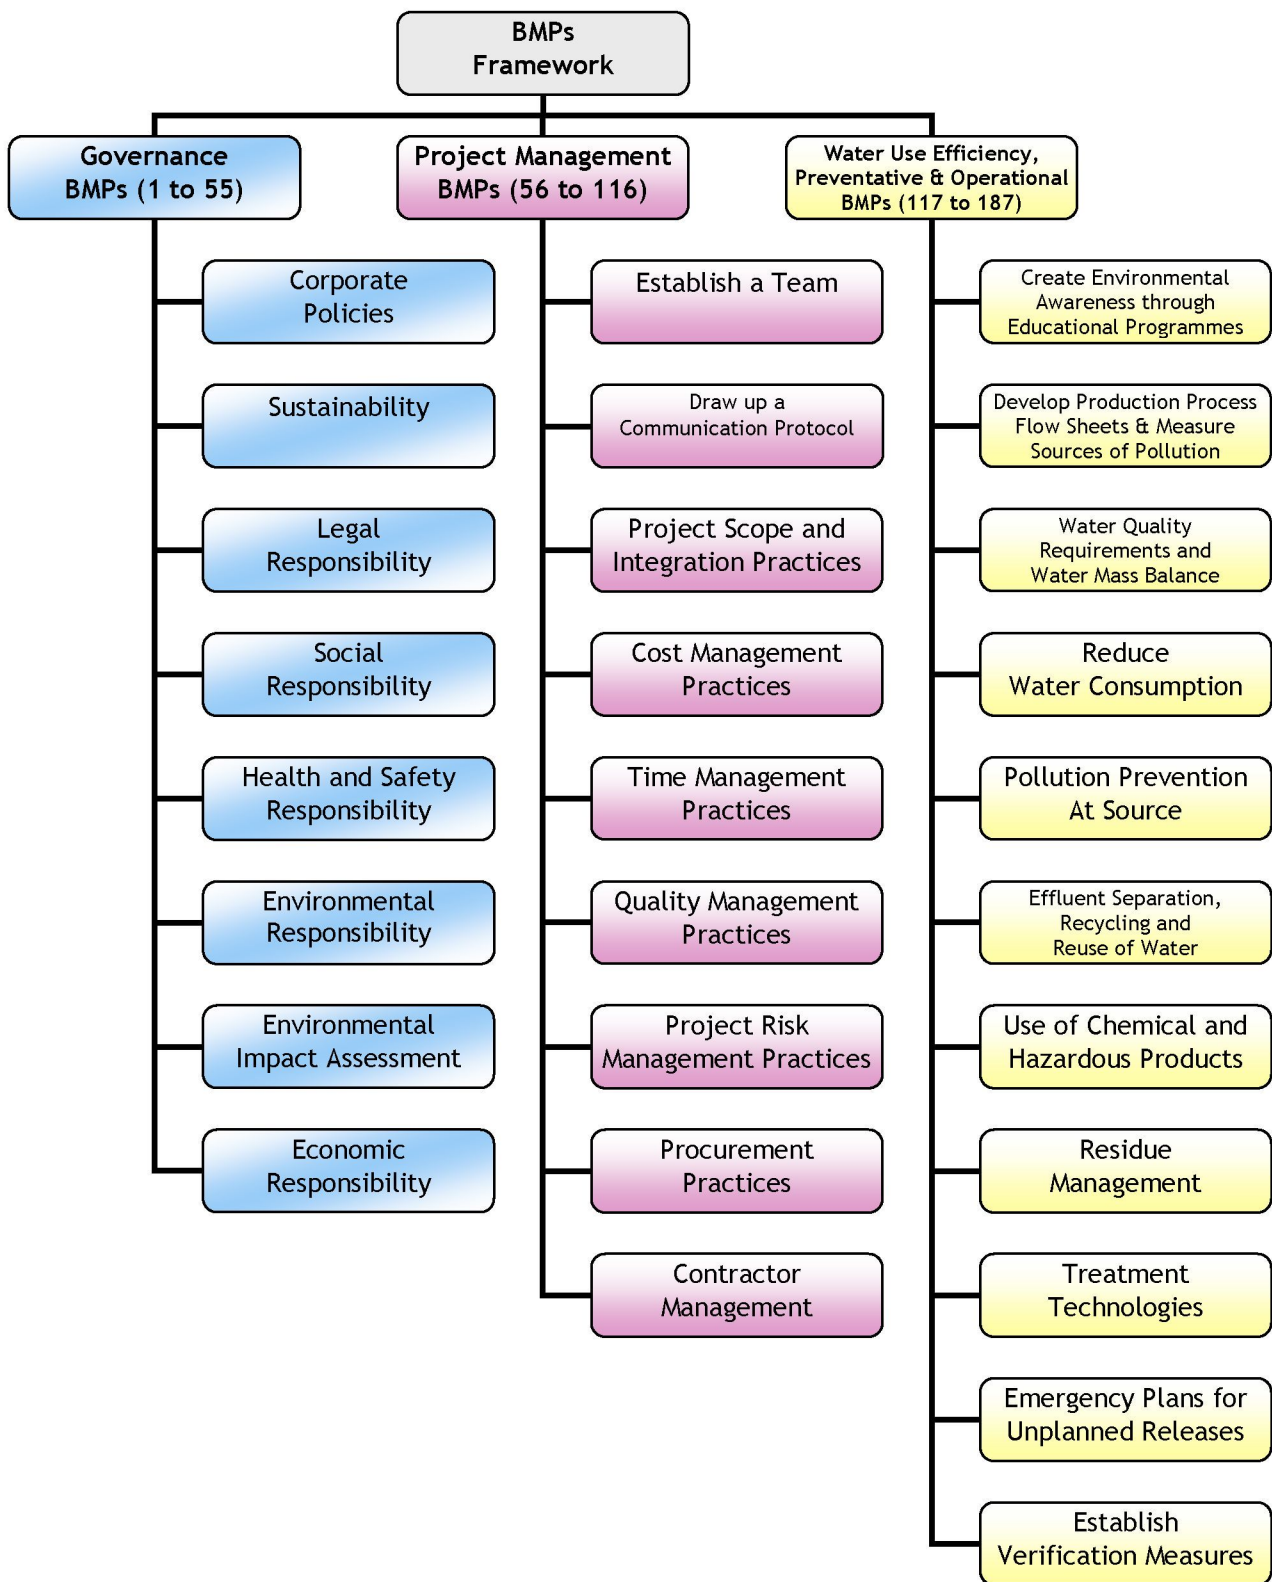 BMPs
Framework
Governance
BMPs (1 to 55)
Project Management
BMPs (56 to 116)
Water Use Efficiency,
Preventative & Operational
BMPs (117 to 187)
Corporate
Policies
Sustainability
Legal
Responsibility
Social
Responsibility
Health and Safety
Responsibility
Environmental
Responsibility
Environmental
Impact Assessment
Economic
Responsibility
Establish a Team
Draw up a
Communication Protocol
Project Scope and
Integration Practices
Cost Management
Practices
Time Management
Practices
Quality Management
Practices
Project Risk
Management Practices
Procurement
Practices
Contractor
Management
Create Environmental
Awareness through
Educational Programmes
Develop Production Process
Flow Sheets & Measure
Sources of Pollution
Water Quality
Requirements and
Water Mass Balance
Reduce
Water Consumption
Pollution Prevention
At Source
Effluent Separation,
Recycling and
Reuse of Water
Use of Chemical and
Hazardous Products
Residue
Management
Treatment
Technologies
Emergency Plans for
Unplanned Releases
Establish
Verification Measures